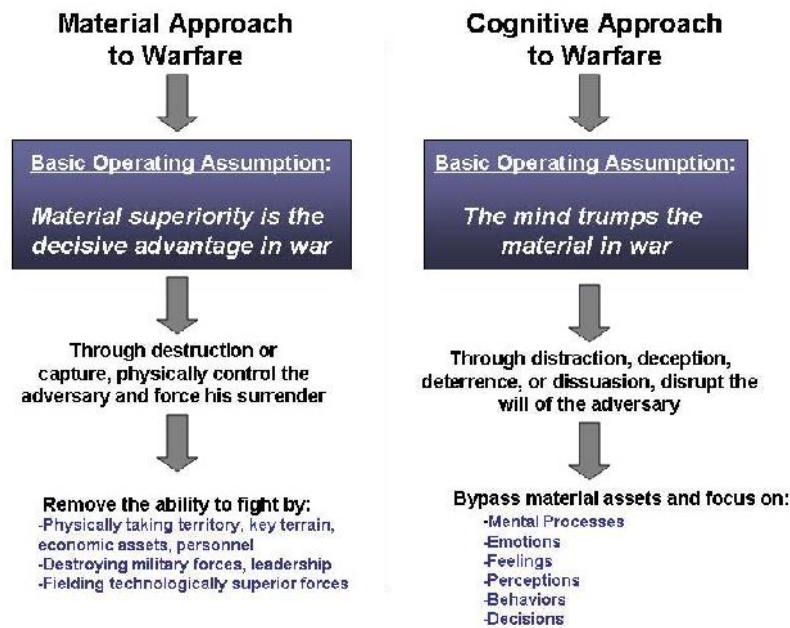 Material Approach
to Warfare
Basic Operating Assumption:
Material superiority is the
decisive advantage in war
Through destruction or
capture, physically control the
adversary and force his surrender
Remove the ability to fight by:
-Physically taking territory, key terrain,
economic assets, personnel
-Destroying military forces, leadership
-Fielding technologically superior forces
Cognitive Approach
to Warfare
Basic Operating Assumption:
The mind trumps the
material in war
Through distraction, deception,
deterrence, or dissuasion, disrupt the
will of the adversary
Bypass material assets and focus on:
-Mental Processes
-Emotions
-Feelings
-Perceptions
-Behaviors
-Decisions